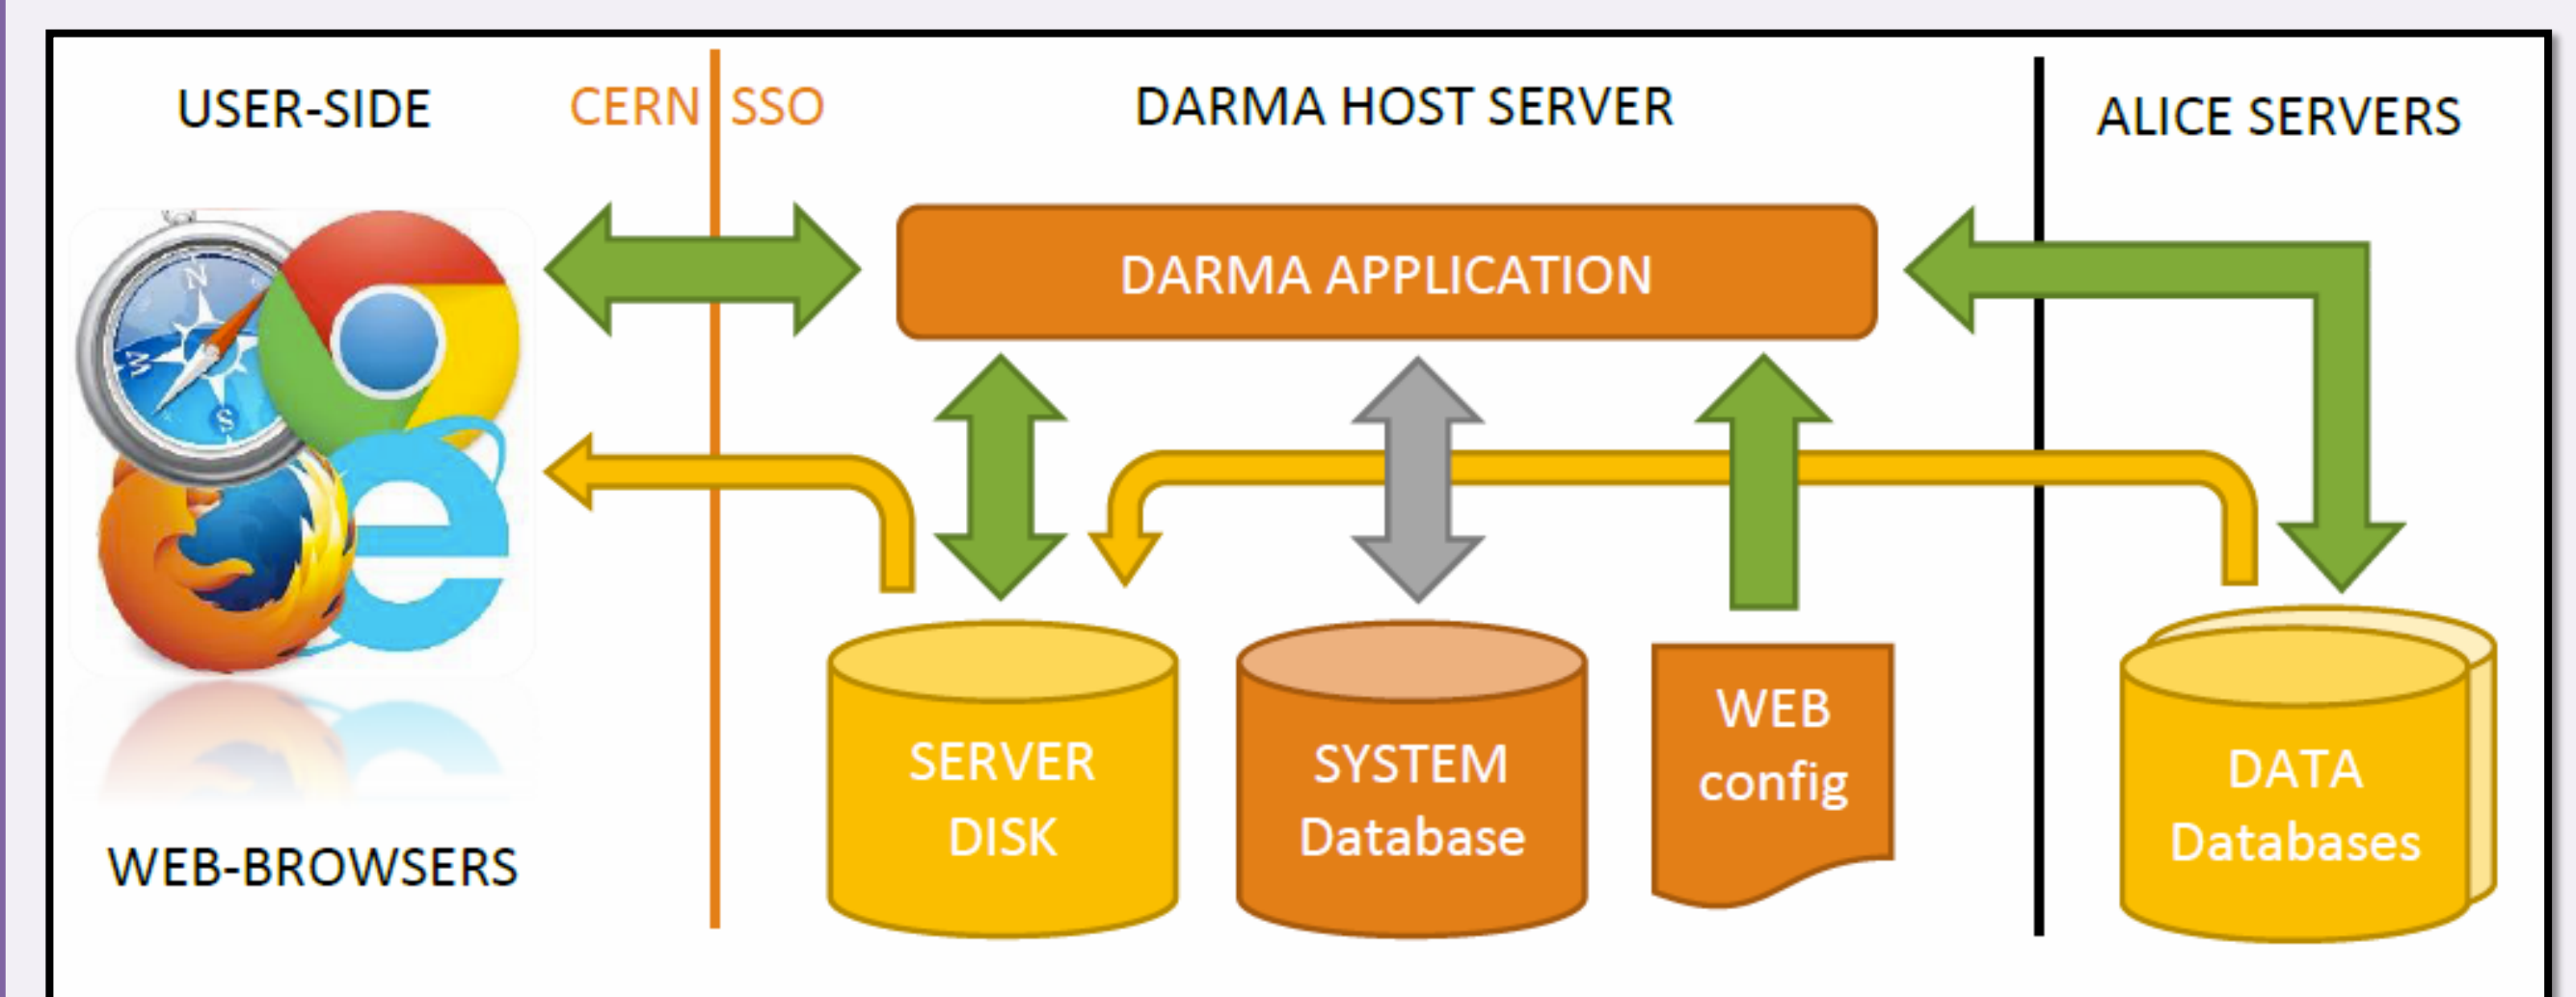 USER-SIDE
CERN SSO
DARMA HOST SERVER
ALICE SERVERS
DARMA APPLICATION
N
S
SERVER
DISK
SYSTEM
Database
WEB
config
DATA
Databases
WEB-BROWSERS